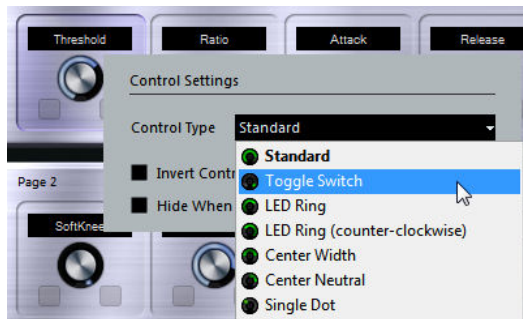 Threshold Ratio Attack Release
Control Settings
Control Type Standard
Standard
Invert Contr Toggle Switch
Page 2
Hide When LED Ring
SoftKnee LED Ring (counter-clockwise)
Center Width
Center Neutral
Single Dot